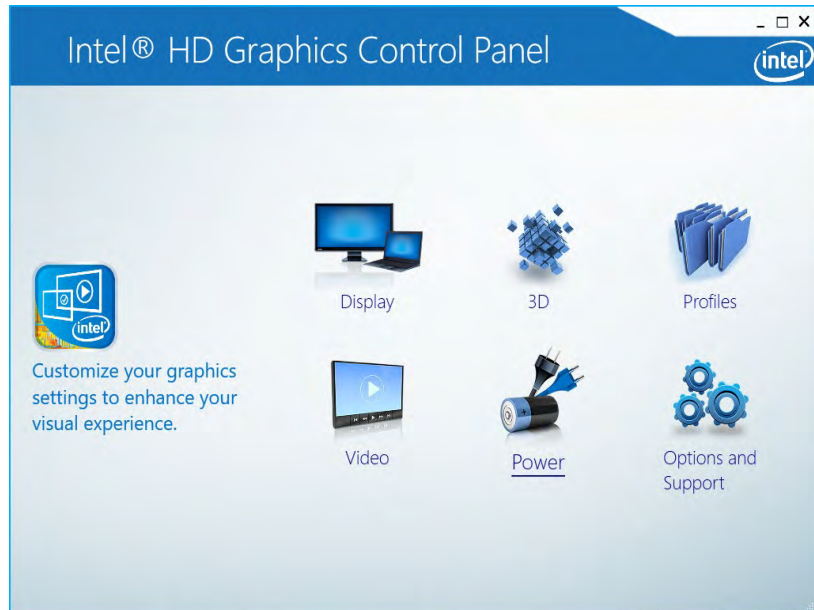 Intel® HD Graphics Control Panel
intel
Display
3D
Profiles
intel
Customize your graphics
settings to enhance your
visual experience.
Video
Power
Options and
Support